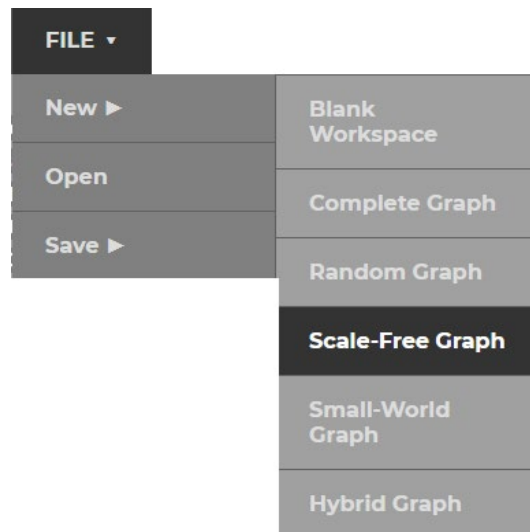 FILE ▾
New ▶
Open
Save ▶
Blank
Workspace
Complete Graph
Random Graph
Scale-Free Graph
Small-World
Graph
Hybrid Graph